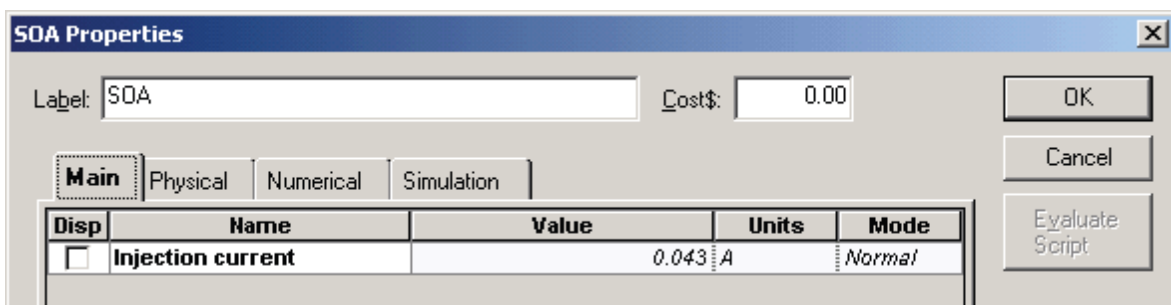 SOA Properties
Label: SOA Cost$: 0.00 OK
Cancel
Main Physical Numerical Simulation
Disp Name Value Units Mode Evaluate
Script
Injection current 0.043 A Normal